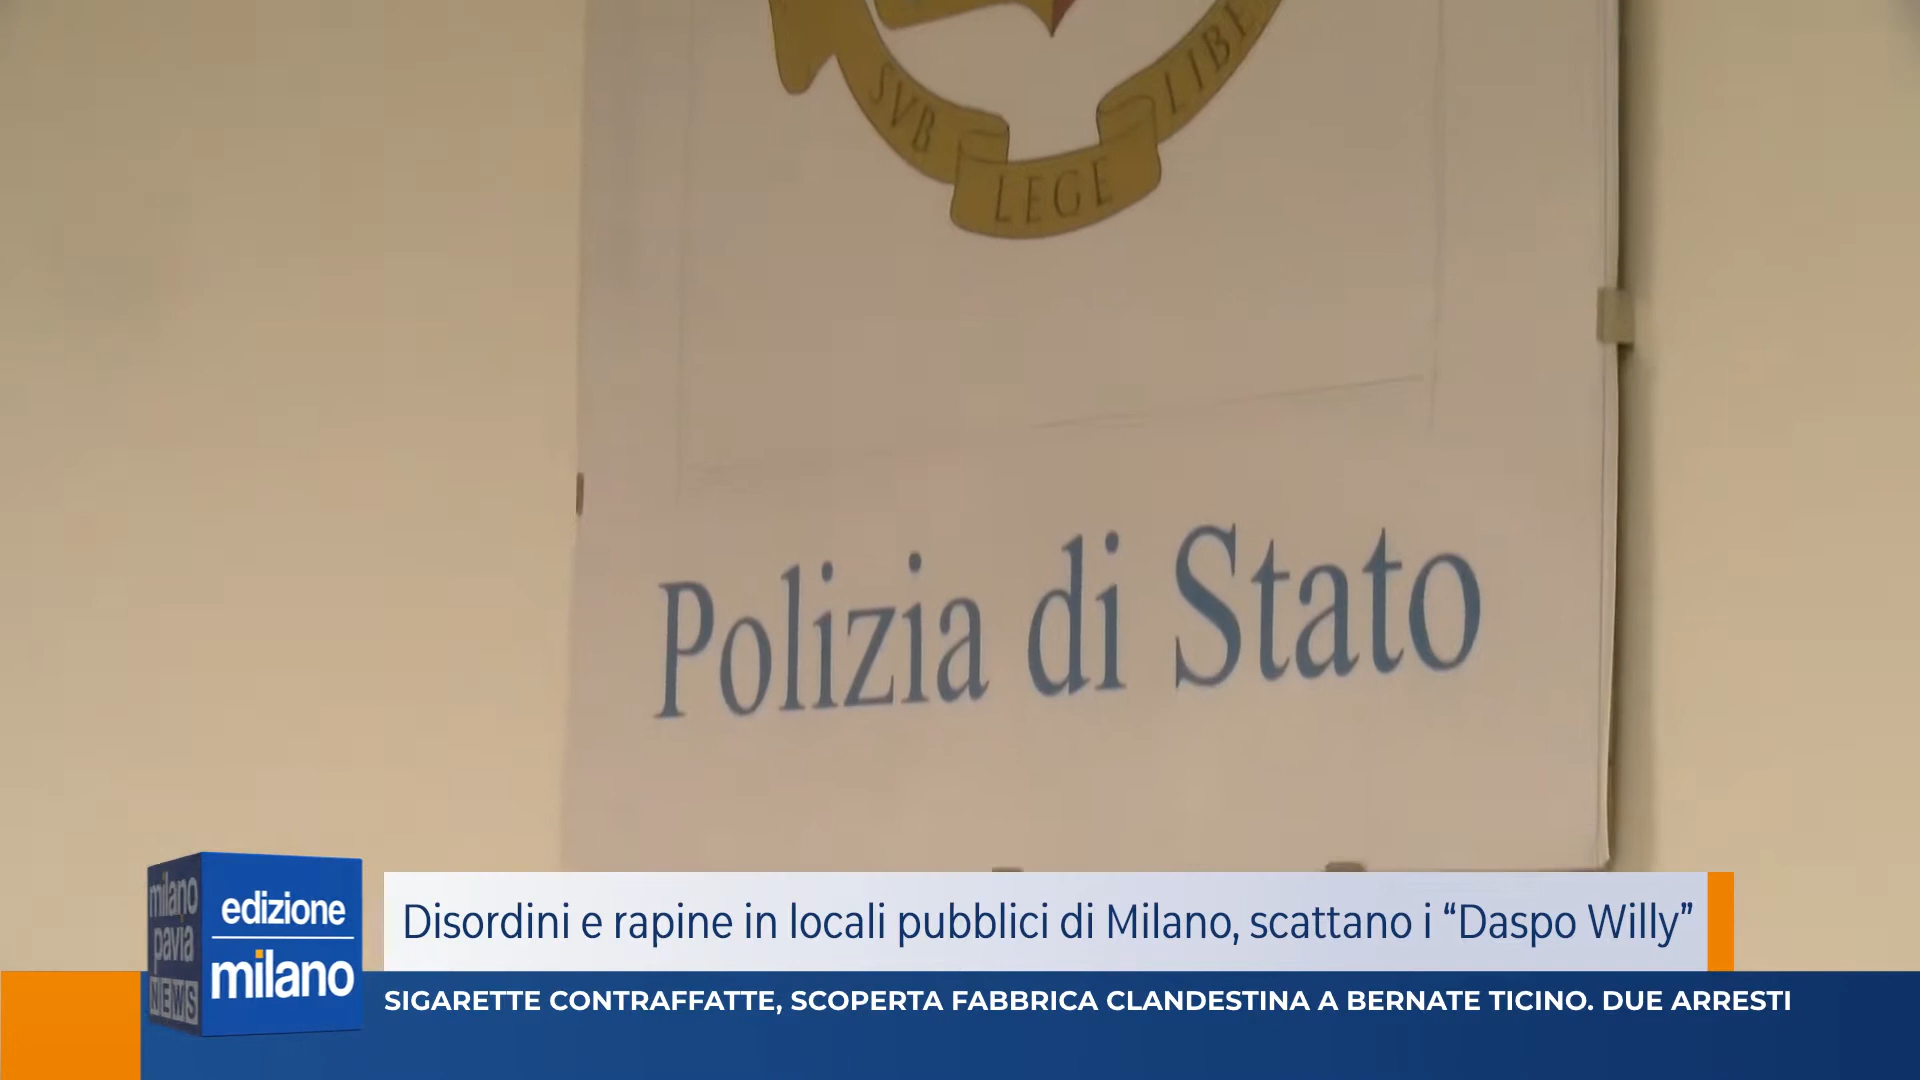 SVB LEGE LIBE
Polizia di Stato
milano
pavia
NEWS
edizione
milano
Disordini e rapine in locali pubblici di Milano, scattano i “Daspo Willy”
SIGARETTE CONTRAFFATTE, SCOPERTA FABBRICA CLANDESTINA A BERNATE TICINO. DUE ARRESTI